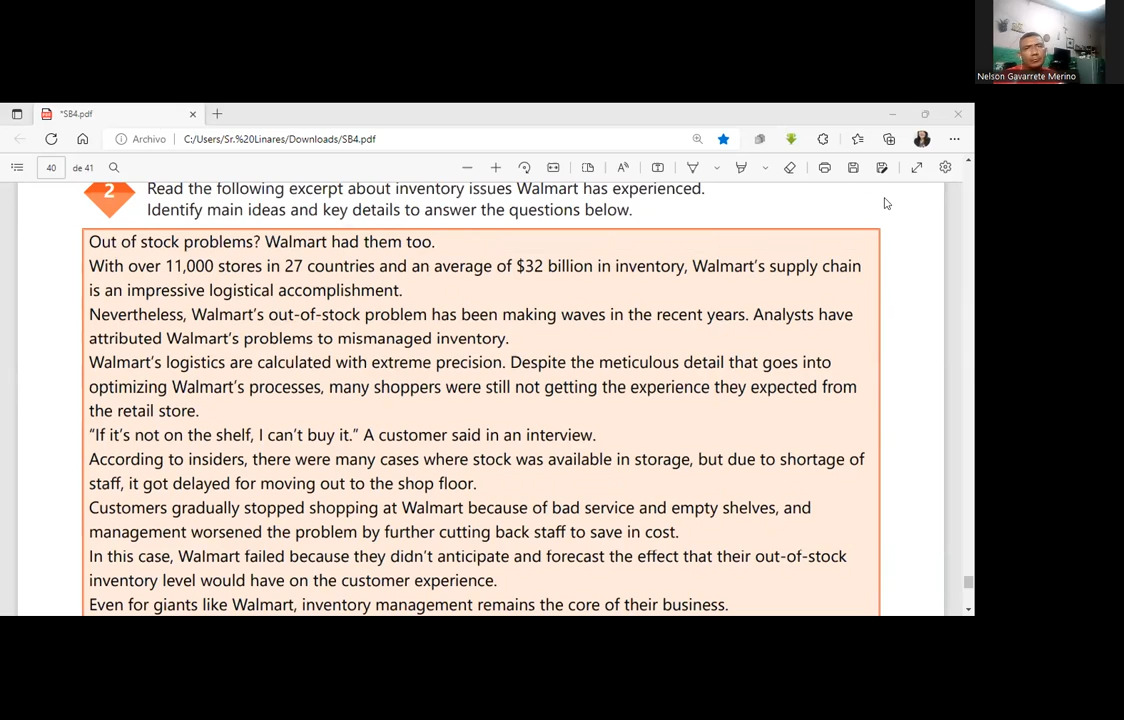 Nelson Gavarrete Merino
*SB4.pdf
Archivo
C:/Users/Sr.%20Linares/Downloads/SB4.pdf
40
de 41
2
Read the following excerpt about inventory issues Walmart has experienced.
Identify main ideas and key details to answer the questions below.
Out of stock problems? Walmart had them too.
With over 11,000 stores in 27 countries and an average of $32 billion in inventory, Walmart's supply chain
is an impressive logistical accomplishment.
Nevertheless, Walmart's out-of-stock problem has been making waves in the recent years. Analysts have
attributed Walmart's problems to mismanaged inventory.
Walmart's logistics are calculated with extreme precision. Despite the meticulous detail that goes into
optimizing Walmart's processes, many shoppers were still not getting the experience they expected from
the retail store.
“If it's not on the shelf, I can't buy it.” A customer said in an interview.
According to insiders, there were many cases where stock was available in storage, but due to shortage of
staff, it got delayed for moving out to the shop floor.
Customers gradually stopped shopping at Walmart because of bad service and empty shelves, and
management worsened the problem by further cutting back staff to save in cost.
In this case, Walmart failed because they didn't anticipate and forecast the effect that their out-of-stock
inventory level would have on the customer experience.
Even for giants like Walmart, inventory management remains the core of their business.